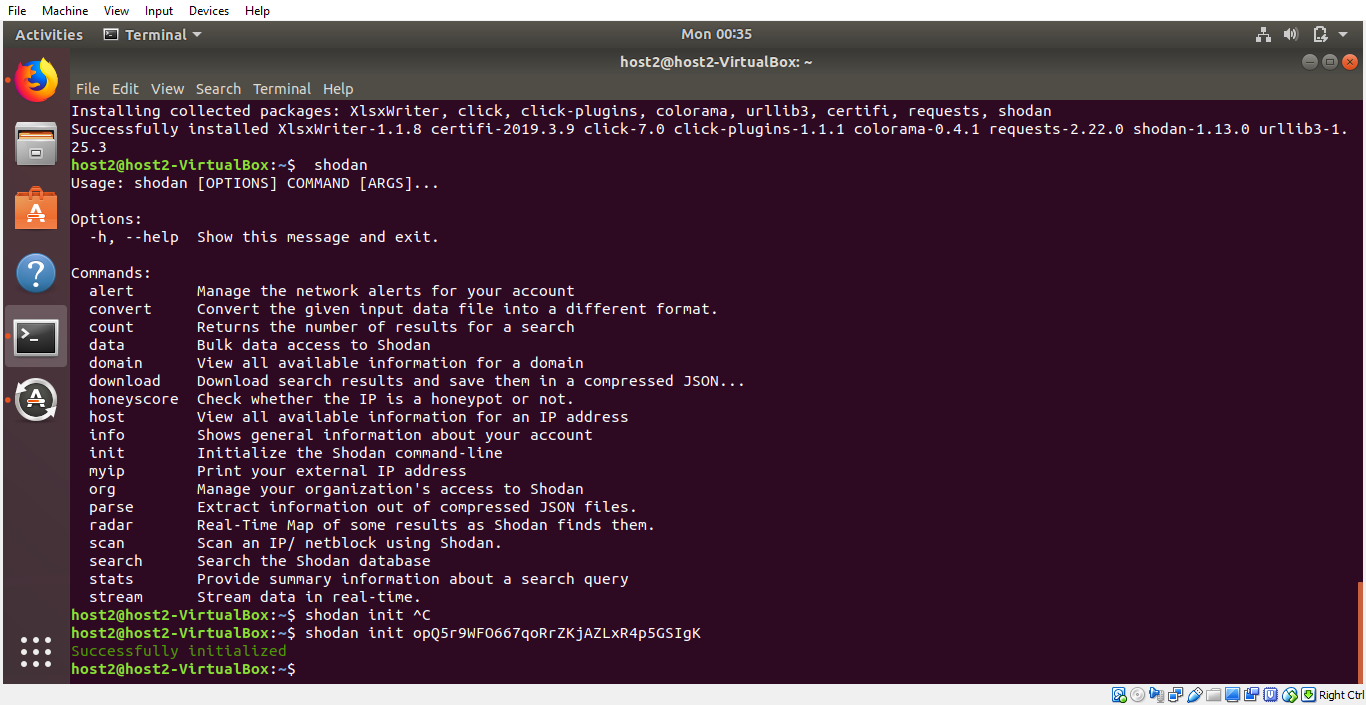 File Machine View Input Devices Help
Activities Terminal Mon 00:35
host2@host2-VirtualBox: ~
File Edit View Search Terminal Help
Installing collected packages: XlsxWriter, click, click-plugins, colorama, urllib3, certifi, requests, shodan
Successfully installed XlsxWriter-1.1.8 certifi-2019.3.9 click-7.0 click-plugins-1.1.1 colorama-0.4.1 requests-2.22.0 shodan-1.13.0 urllib3-1.
25.3
host2@host2-VirtualBox:~$  shodan
Usage: shodan [OPTIONS] COMMAND [ARGS]...
Options:
  -h, --help  Show this message and exit.
Commands:
  alert       Manage the network alerts for your account
  convert     Convert the given input data file into a different format.
  count       Returns the number of results for a search
  data        Bulk data access to Shodan
  domain      View all available information for a domain
  download    Download search results and save them in a compressed JSON...
  honeyscore  Check whether the IP is a honeypot or not.
  host        View all available information for an IP address
  info        Shows general information about your account
  init        Initialize the Shodan command-line
  myip        Print your external IP address
  org         Manage your organization's access to Shodan
  parse       Extract information out of compressed JSON files.
  radar       Real-Time Map of some results as Shodan finds them.
  scan        Scan an IP/ netblock using Shodan.
  search      Search the Shodan database
  stats       Provide summary information about a search query
  stream      Stream data in real-time.
host2@host2-VirtualBox:~$ shodan init ^C
host2@host2-VirtualBox:~$ shodan init opQ5r9WFO667qoRrZKjAZLxR4p5GSIgK
Successfully initialized
host2@host2-VirtualBox:~$
Right Ctrl